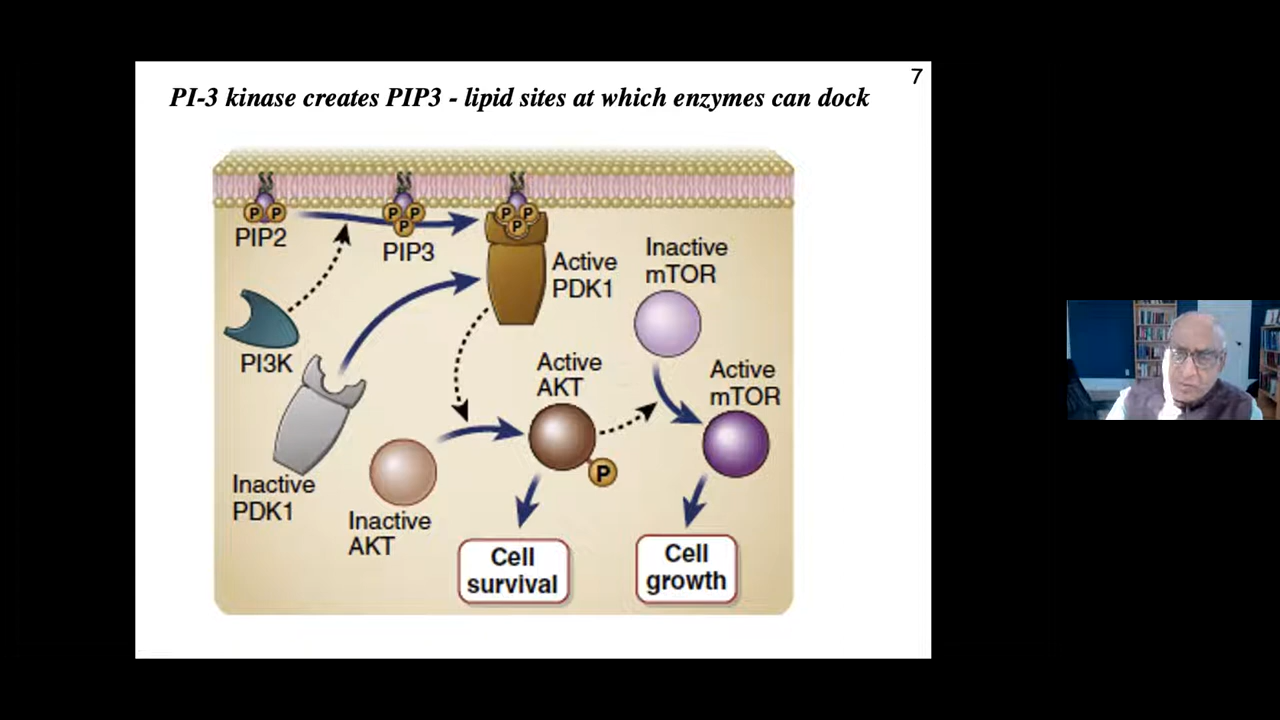 7
PI-3 kinase creates PIP3 - lipid sites at which enzymes can dock
P P
P P
P
P P
P
PIP2
PIP3
Active
PDK1
Inactive
mTOR
PI3K
Active
AKT
Active
mTOR
P
Inactive
PDK1
Inactive
AKT
Cell
survival
Cell
growth